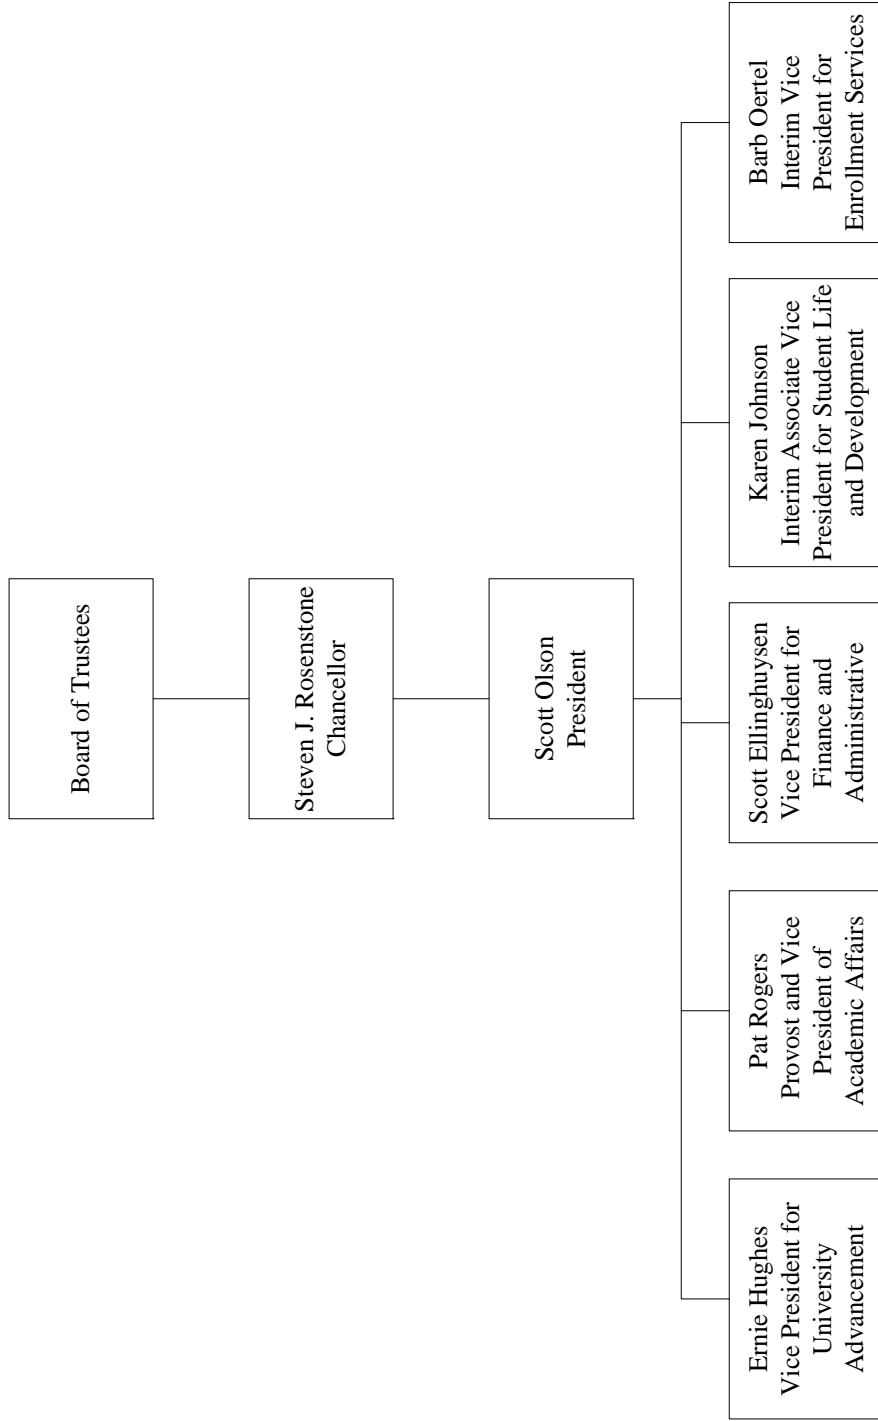 Board of Trustees
Steven J. Rosenstone
Chancellor
Scott Olson
President
Ernie Hughes
Vice President for
University
Advancement
Pat Rogers
Provost and Vice
President of
Academic Affairs
Scott Ellinghuysen
Vice President for
Finance and
Administrative
Karen Johnson
Interim Associate Vice
President for Student Life
and Development
Barb Oertel
Interim Vice
President for
Enrollment Services